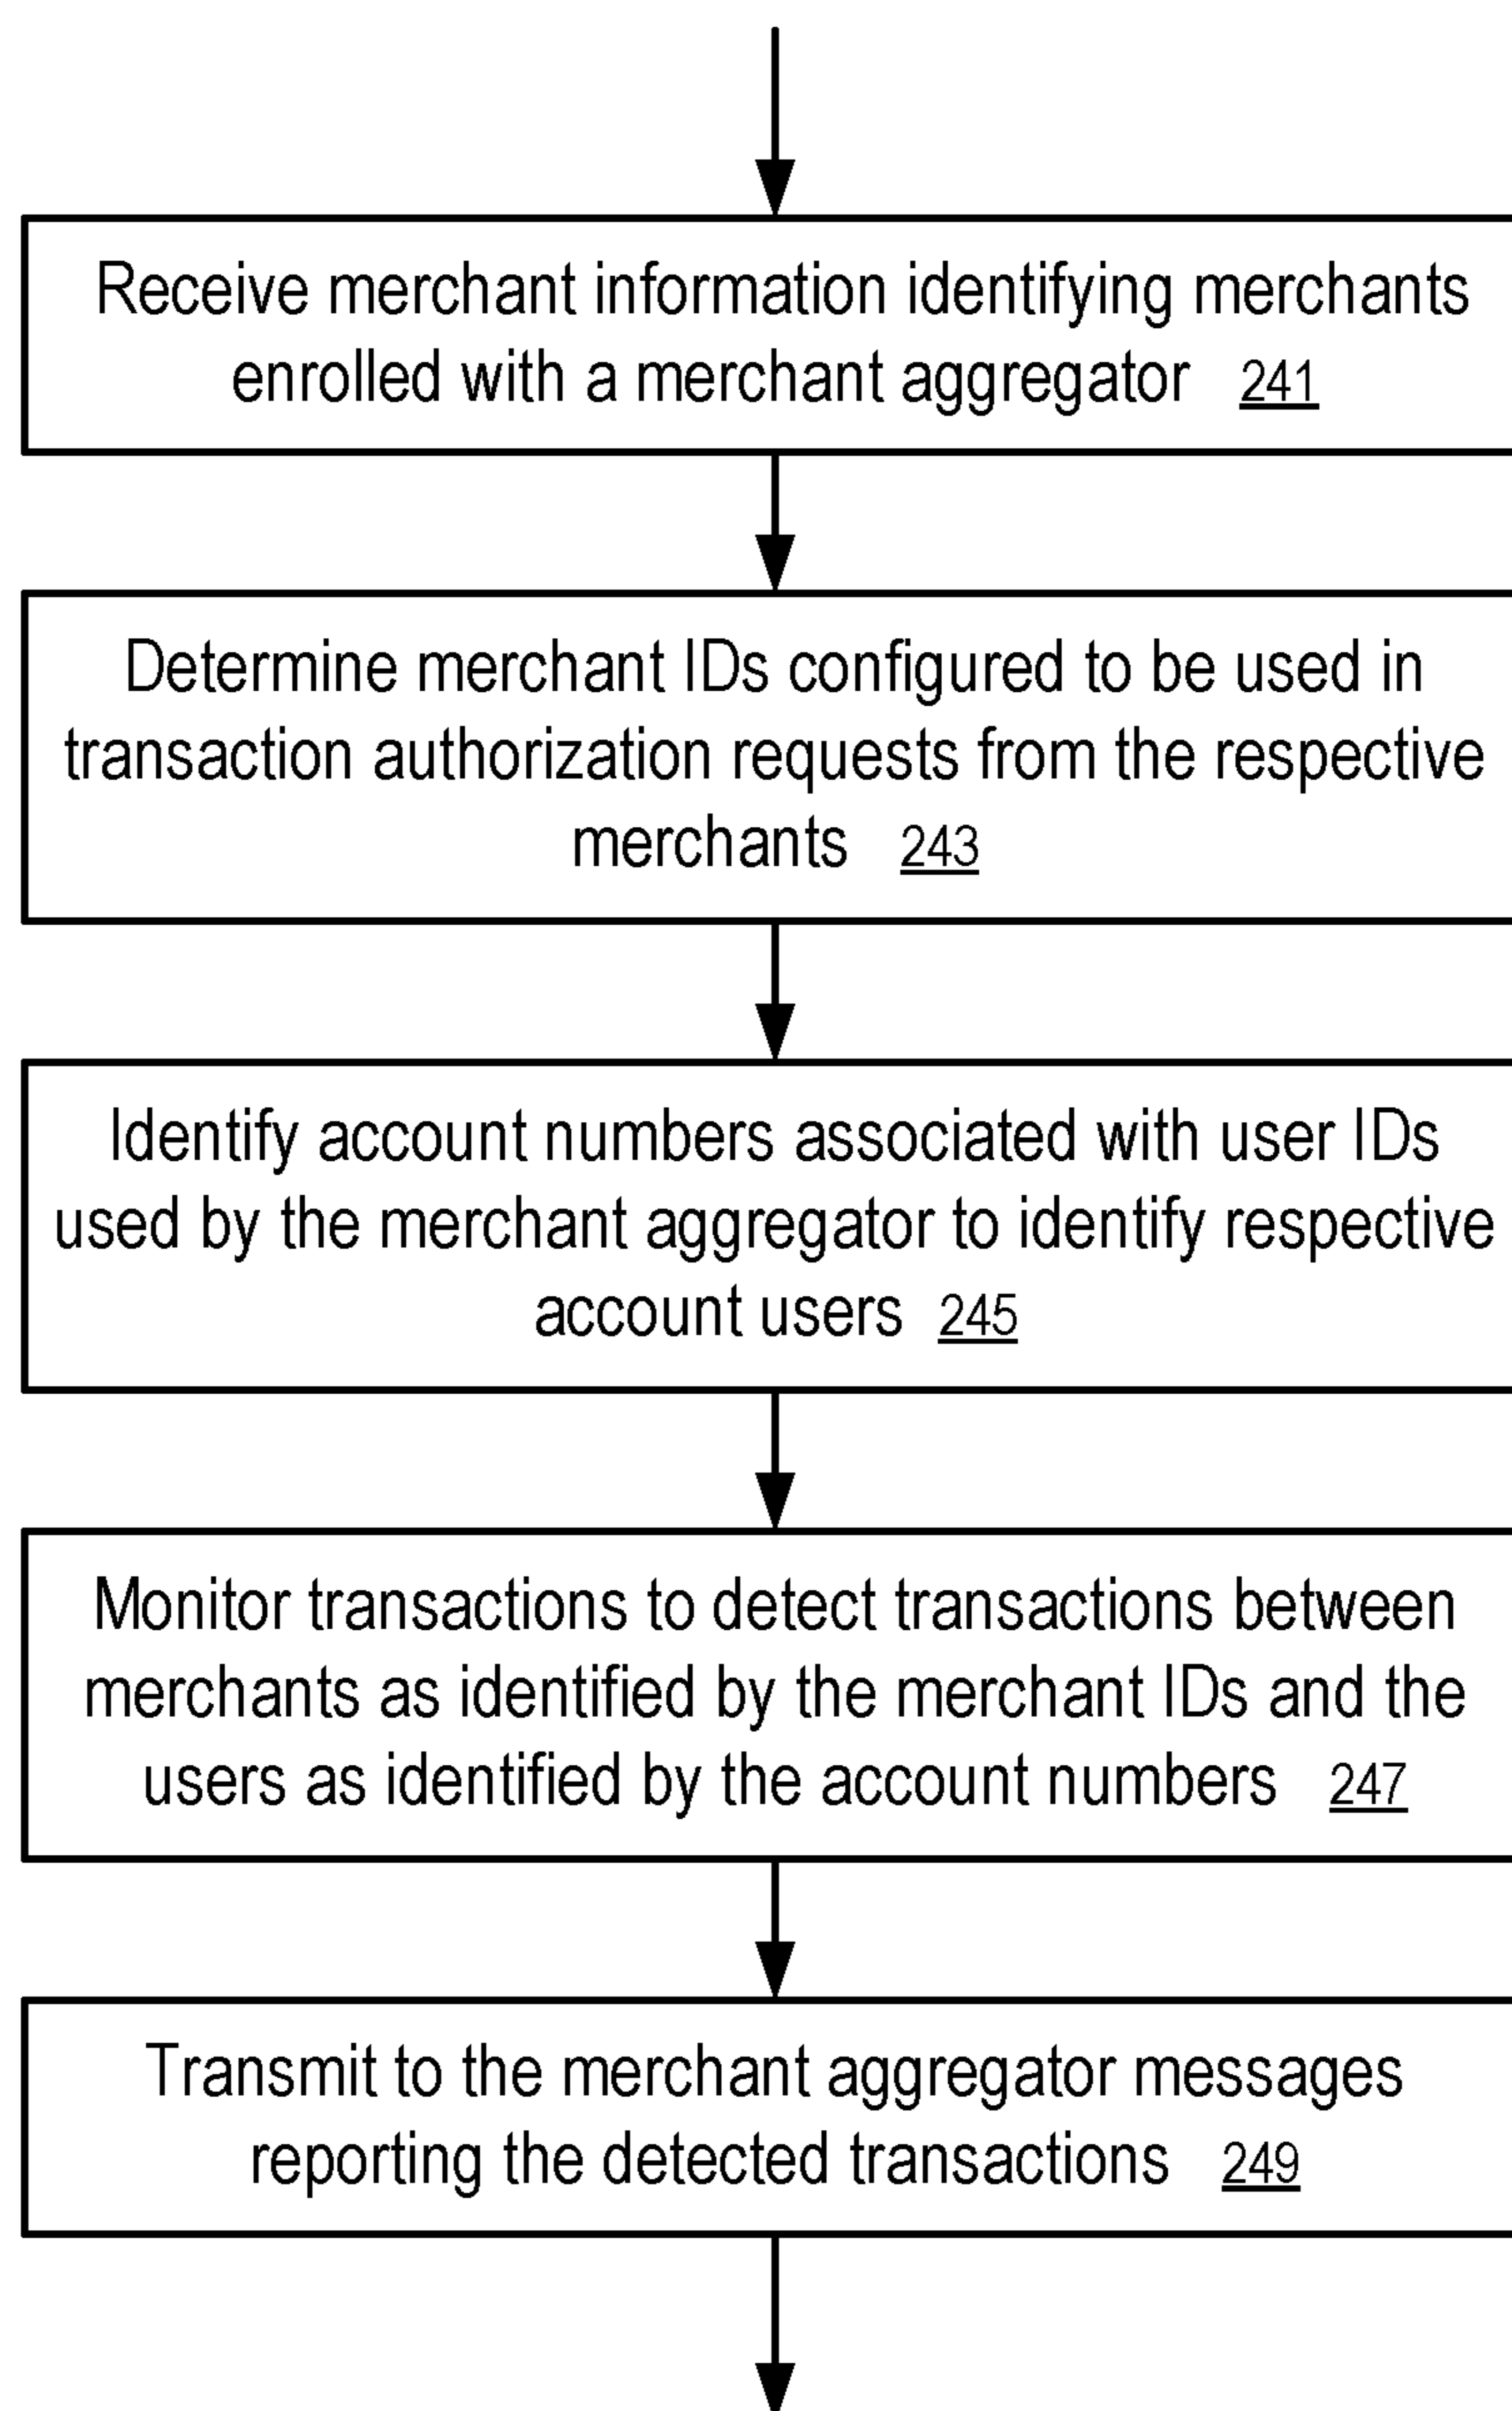 Receive merchant information identifying merchants
enrolled with a merchant aggregator 241
Determine merchant IDs configured to be used in
transaction authorization requests from the respective
merchants 243
Identify account numbers associated with user IDs
used by the merchant aggregator to identify respective
account users 245
Monitor transactions to detect transactions between
merchants as identified by the merchant IDs and the
users as identified by the account numbers 247
Transmit to the merchant aggregator messages
reporting the detected transactions 249